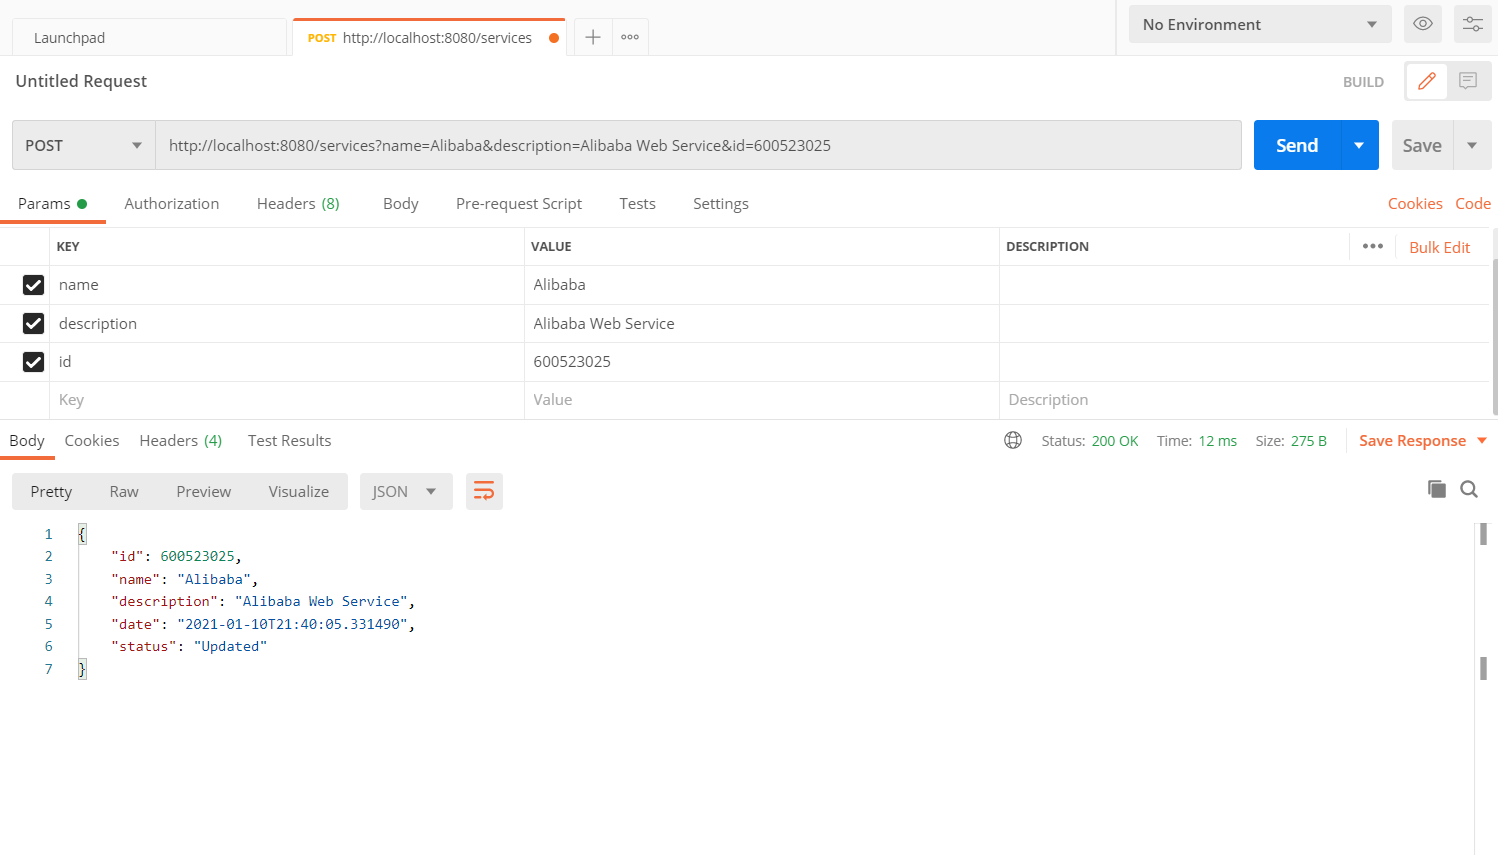 Launchpad
POST http://localhost:8080/services
No Environment
Untitled Request
BUILD
POST
http://localhost:8080/services?name=Alibaba&description=Alibaba Web Service&id=600523025
Send
Save
Params Authorization Headers (8) Body Pre-request Script Tests Settings Cookies Code
KEY VALUE DESCRIPTION Bulk Edit
name Alibaba
description Alibaba Web Service
id 600523025
Key Value Description
Body Cookies Headers (4) Test Results Status: 200 OK Time: 12 ms Size: 275 B Save Response
Pretty Raw Preview Visualize JSON
1 {
2 "id": 600523025,
3 "name": "Alibaba",
4 "description": "Alibaba Web Service",
5 "date": "2021-01-10T21:40:05.331490",
6 "status": "Updated"
7 }